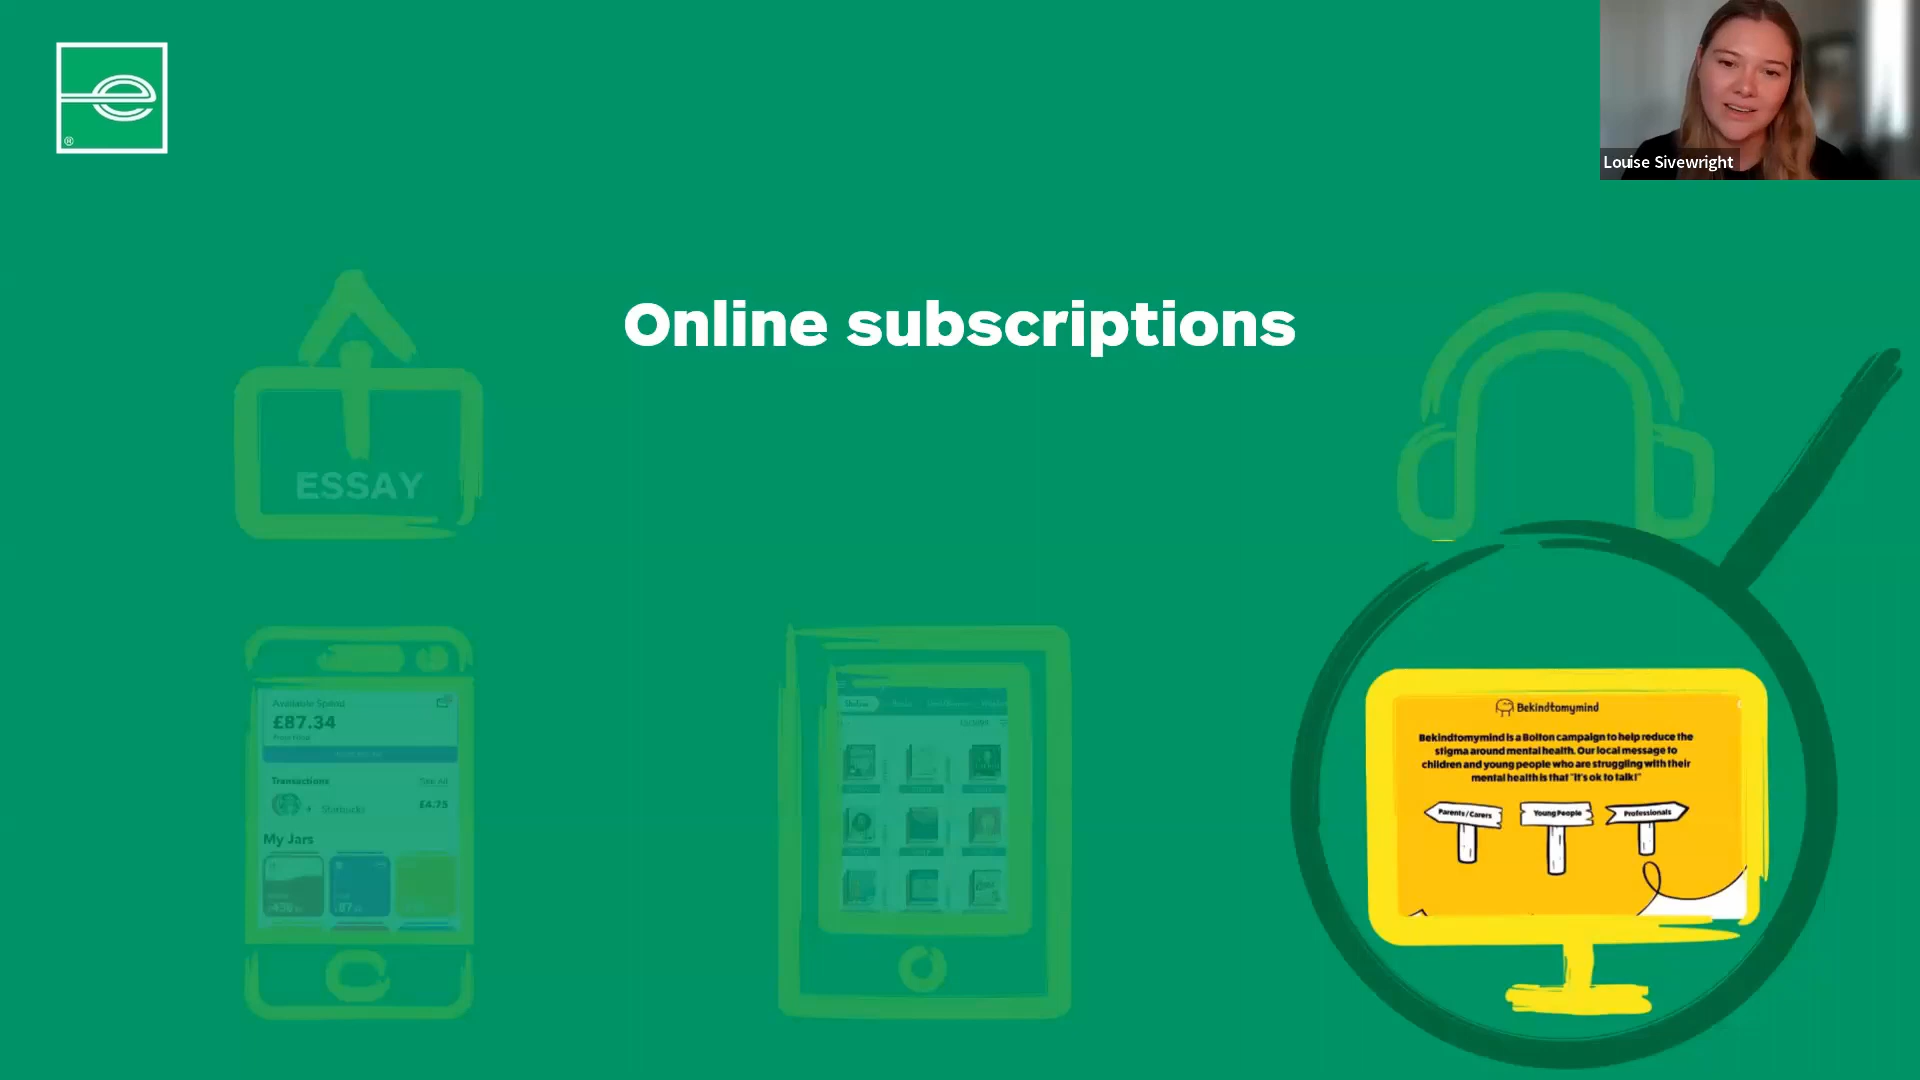 e
®
Louise Sivewright
Online subscriptions
ESSAY
Available Spend
£87.34
Transactions
See All
Starbucks
£4.75
My Jars
Bekindtomymind
Bekindtomymind is a Bolton campaign to help reduce the
stigma around mental health. Our local message to
children and young people who are struggling with their
mental health is that "it's ok to talk!"
Parents/Carers
Young People
Professionals